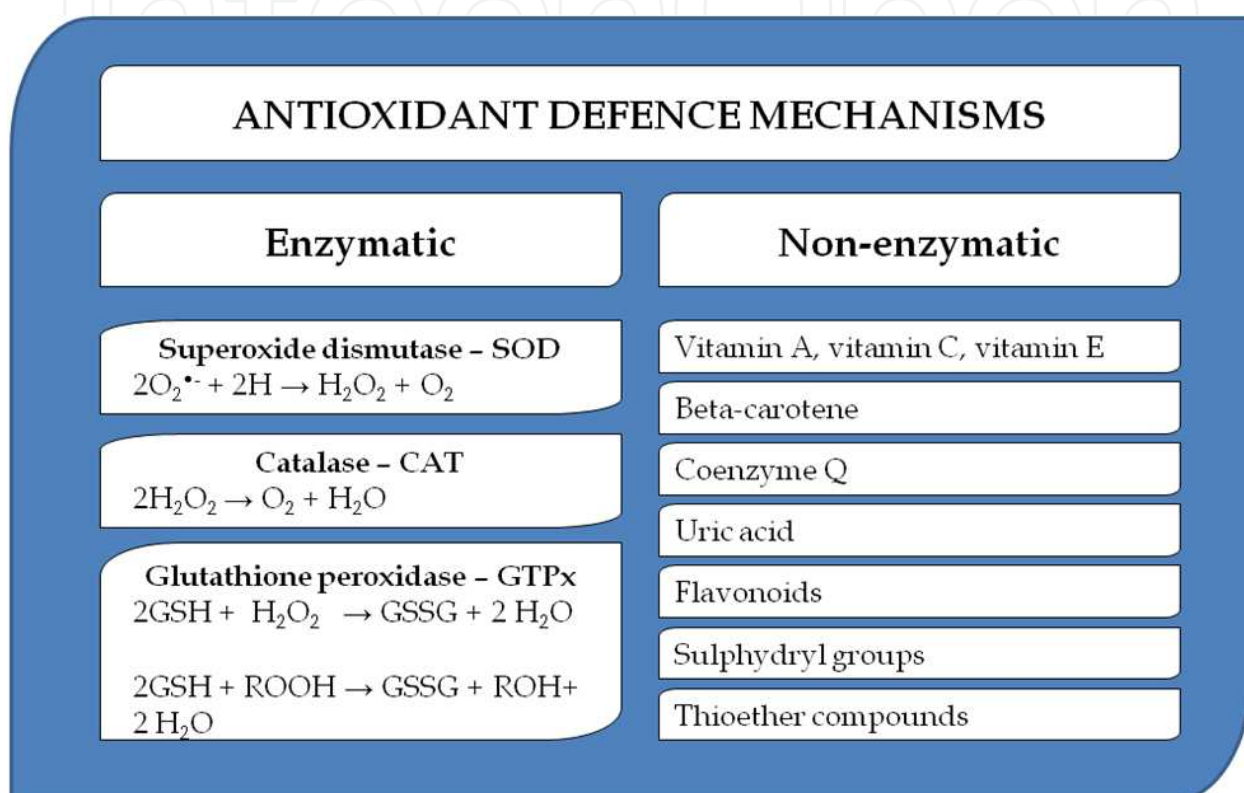 ANTIOXIDANT DEFENCE MECHANISMS
Enzymatic
Superoxide dismutase – SOD
2O₂•- + 2H → H₂O₂ + O₂
Catalase – CAT
2H₂O₂ → O₂ + H₂O
Glutathione peroxidase – GTPx
2GSH + H₂O₂ → GSSG + 2 H₂O
2GSH + ROOH → GSSG + ROH+
2 H₂O
Non-enzymatic
Vitamin A, vitamin C, vitamin E
Beta-carotene
Coenzyme Q
Uric acid
Flavonoids
Sulphydryl groups
Thioether compounds